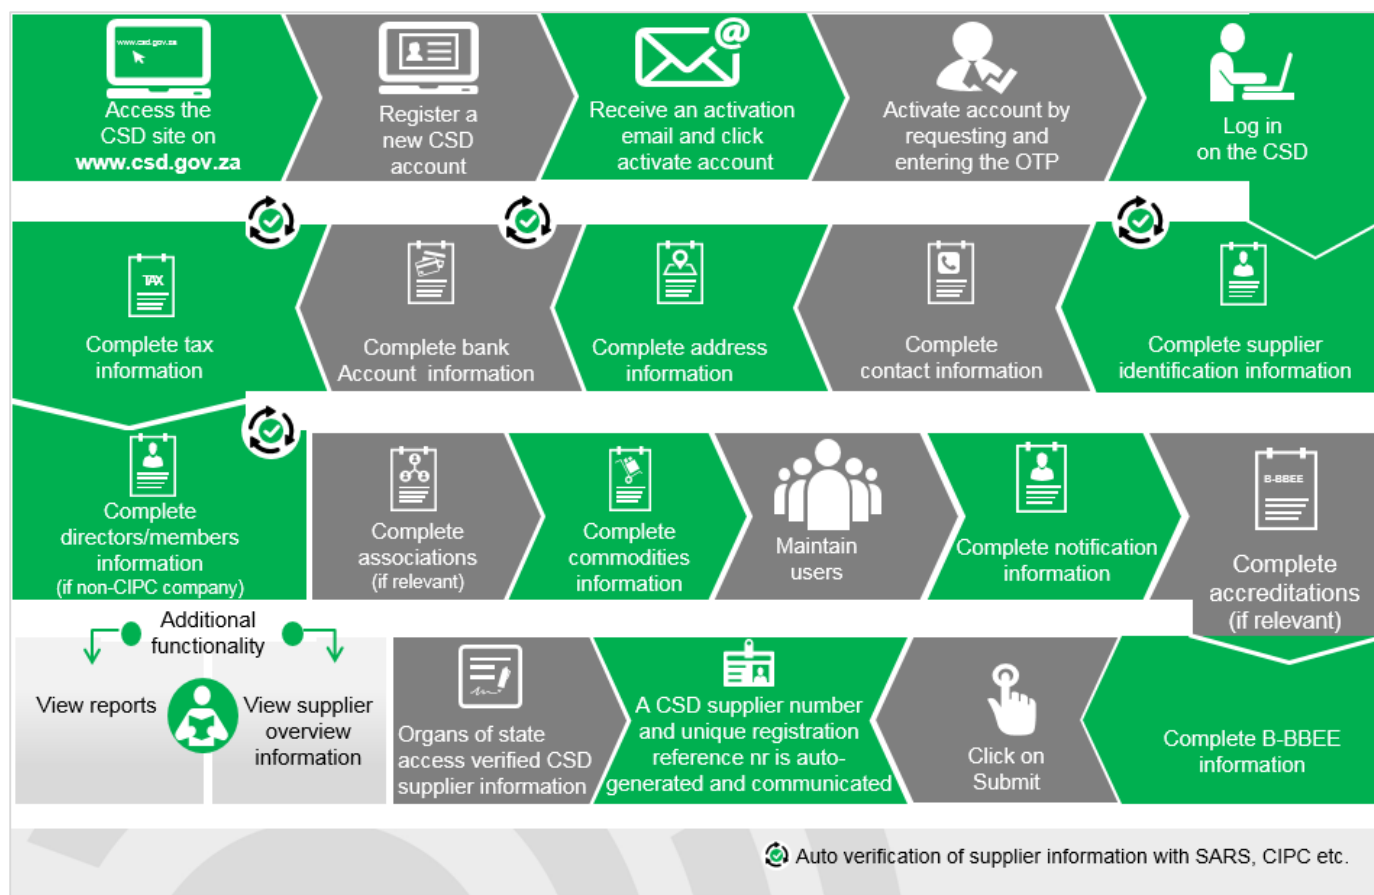 www.csd.gov.za
Access the
CSD site on
www.csd.gov.za
Register a
new CSD
account
Receive an activation
email and click
activate account
Activate account by
requesting and
entering the OTP
Log in
on the CSD
TAX
Complete tax
information
Complete bank
Account information
Complete address
information
Complete
contact information
Complete supplier
identification information
Complete
directors/members
information
(if non-CIPC company)
Complete
associations
(if relevant)
Complete
commodities
information
Maintain
users
Complete notification
information
B-BBEE
Complete
accreditations
(if relevant)
Additional
functionality
View reports
View supplier
overview
information
Organs of state
access verified CSD
supplier information
A CSD supplier number
and unique registration
reference nr is auto-
generated and communicated
Click on
Submit
Complete B-BBEE
information
Auto verification of supplier information with SARS, CIPC etc.